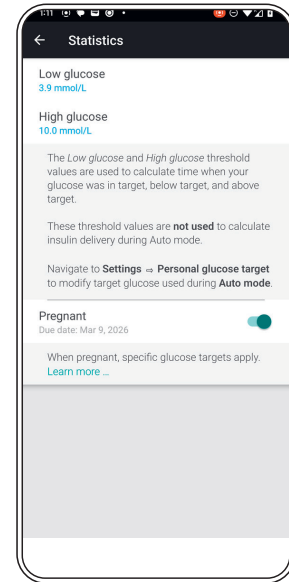 1:11
Statistics
Low glucose
3.9 mmol/L
High glucose
10.0 mmol/L
The Low glucose and High glucose threshold
values are used to calculate time when your
glucose was in target, below target, and above
target.
These threshold values are not used to calculate
insulin delivery during Auto mode.
Navigate to Settings ⇒ Personal glucose target
to modify target glucose used during Auto mode.
Pregnant
Due date: Mar 9, 2026
When pregnant, specific glucose targets apply.
Learn more ...